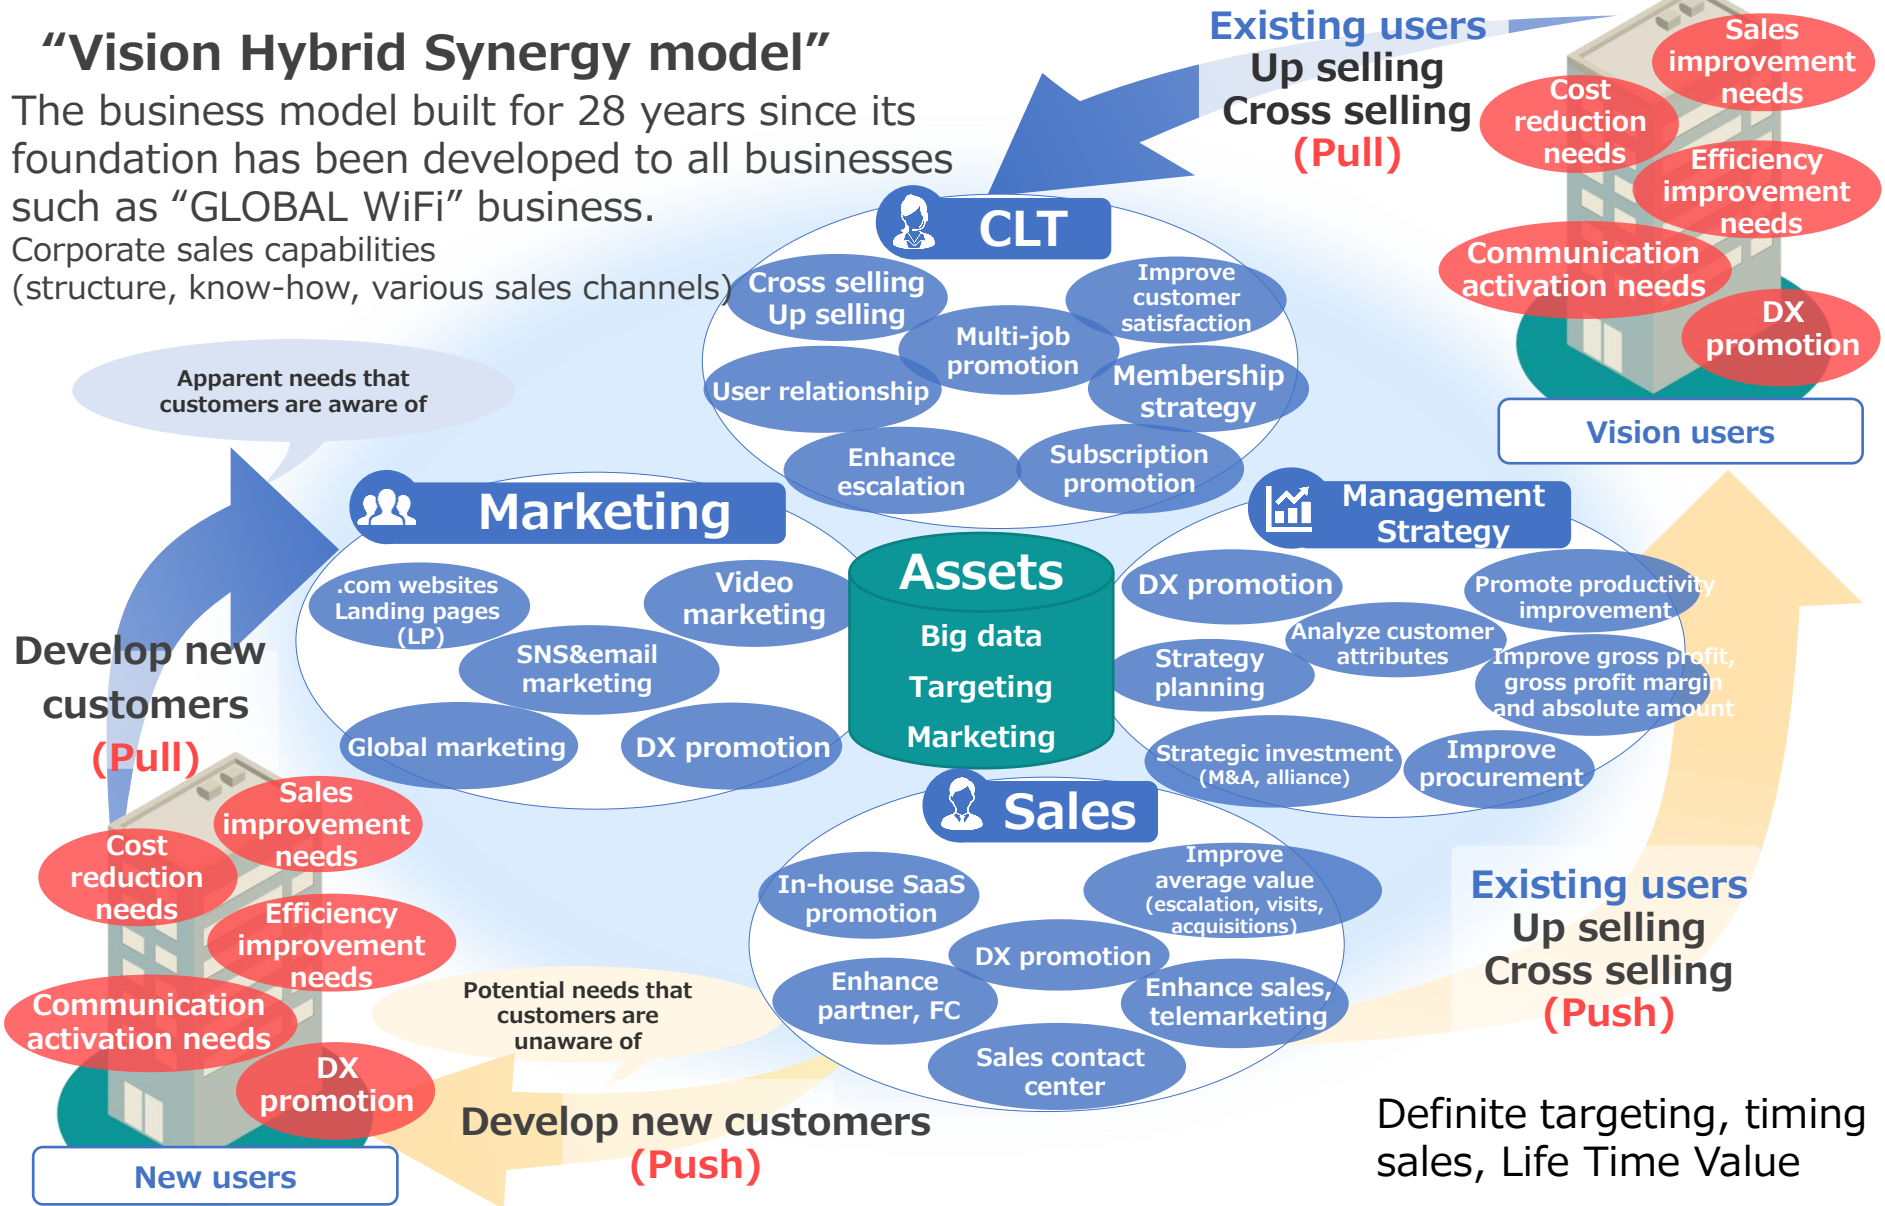 “Vision Hybrid Synergy model”
The business model built for 28 years since its
foundation has been developed to all businesses
such as “GLOBAL WiFi” business.
Corporate sales capabilities
(structure, know-how, various sales channels)
Existing users
Up selling
Cross selling
(Pull)
Sales
improvement
needs
Cost
reduction
needs
Efficiency
improvement
needs
Communication
activation needs
DX
promotion
Vision users
CLT
Cross selling
Up selling
Improve
customer
satisfaction
Multi-job
promotion
User relationship
Membership
strategy
Enhance
escalation
Subscription
promotion
Apparent needs that
customers are aware of
Marketing
.com websites
Landing pages
(LP)
Video
marketing
SNS&email
marketing
Global marketing
DX promotion
Assets
Big data
Targeting
Marketing
Management
Strategy
DX promotion
Promote productivity
improvement
Analyze customer
attributes
Strategy
planning
Improve gross profit,
gross profit margin
and absolute amount
Strategic investment
(M&A, alliance)
Improve
procurement
Develop new
customers
(Pull)
Sales
improvement
needs
Cost
reduction
needs
Efficiency
improvement
needs
Communication
activation needs
DX
promotion
New users
Sales
In-house SaaS
promotion
Improve
average value
(escalation, visits,
acquisitions)
DX promotion
Enhance
partner, FC
Enhance sales,
telemarketing
Sales contact
center
Potential needs that
customers are
unaware of
Develop new customers
(Push)
Existing users
Up selling
Cross selling
(Push)
Definite targeting, timing
sales, Life Time Value